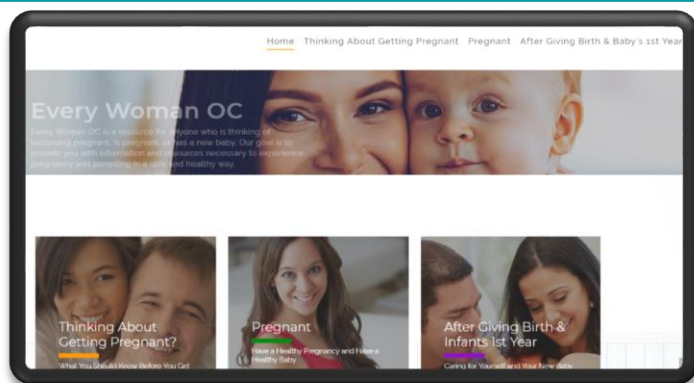 Home Thinking About Getting Pregnant Pregnant After Giving Birth & Baby's 1st Year
Every Woman OC
Every Woman OC is a resource for anyone who is thinking of
becoming pregnant, is pregnant, or has a new baby. Our goal is to
provide you with information and resources necessary to experience
pregnancy and parenting in a safe and healthy way.
Thinking About
Getting Pregnant?
What You Should Know Before You Get
Pregnant
Have a Healthy Pregnancy and Have a
Healthy Baby
After Giving Birth &
Infants 1st Year
Caring for Yourself and Your New Baby